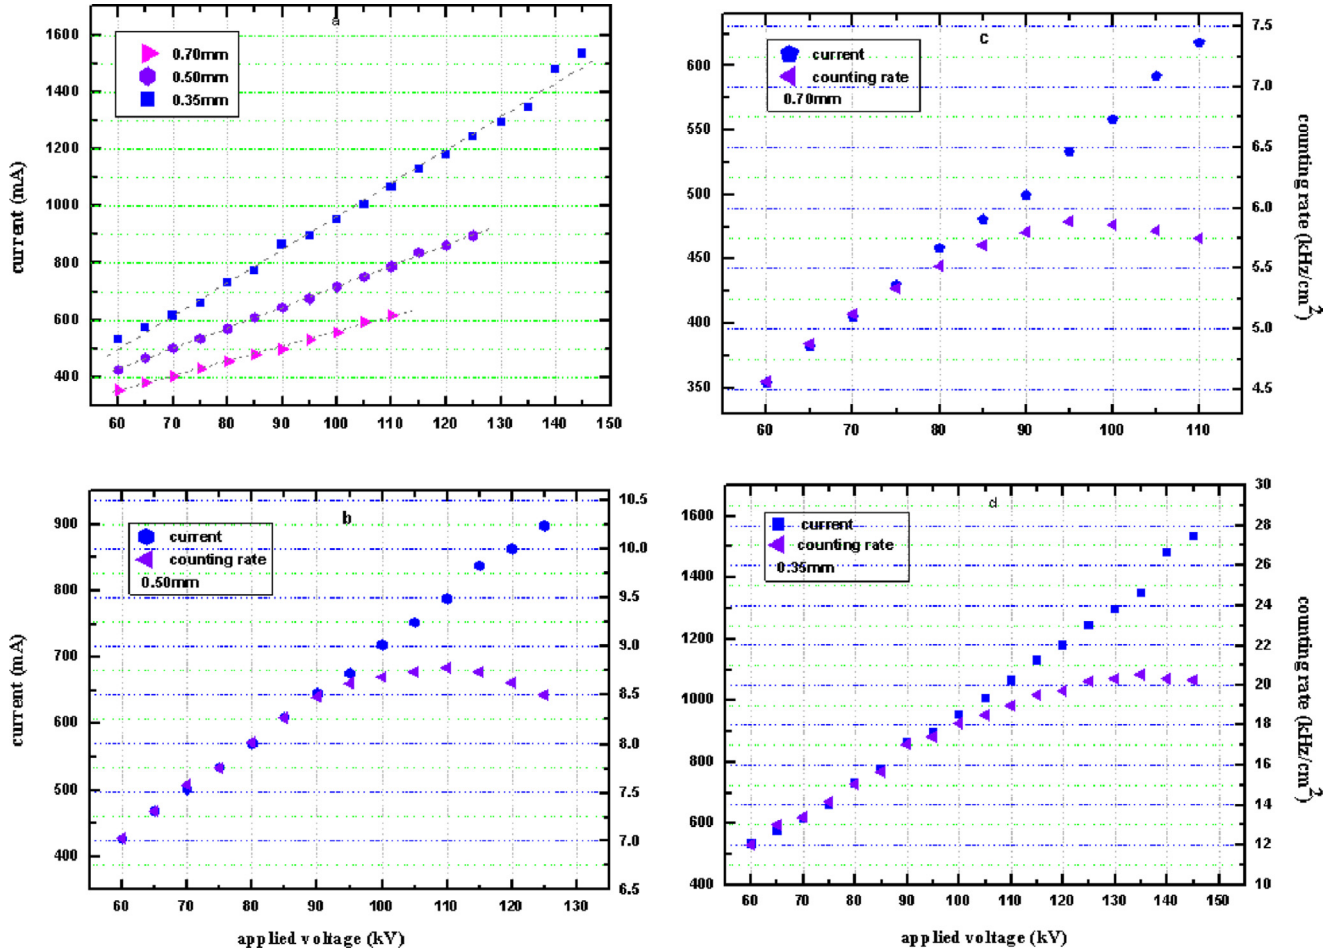 a
1600
1400
1200
1000
800
600
400
current (mA)
0.70mm
0.50mm
0.35mm
60 70 80 90 100 110 120 130 140 150
c
600
550
500
450
400
350
current
counting rate
0.70mm
7.5
7.0
6.5
6.0
5.5
5.0
4.5
counting rate (kHz/cm2)
60 70 80 90 100 110
b
900
800
700
600
500
400
current (mA)
current
counting rate
0.50mm
10.5
10.0
9.5
9.0
8.5
8.0
7.5
7.0
6.5
60 70 80 90 100 110 120 130
applied voltage (kV)
d
1600
1400
1200
1000
800
600
400
current
counting rate
0.35mm
30
28
26
24
22
20
18
16
14
12
10
counting rate (kHz/cm2)
60 70 80 90 100 110 120 130 140 150
applied voltage (kV)